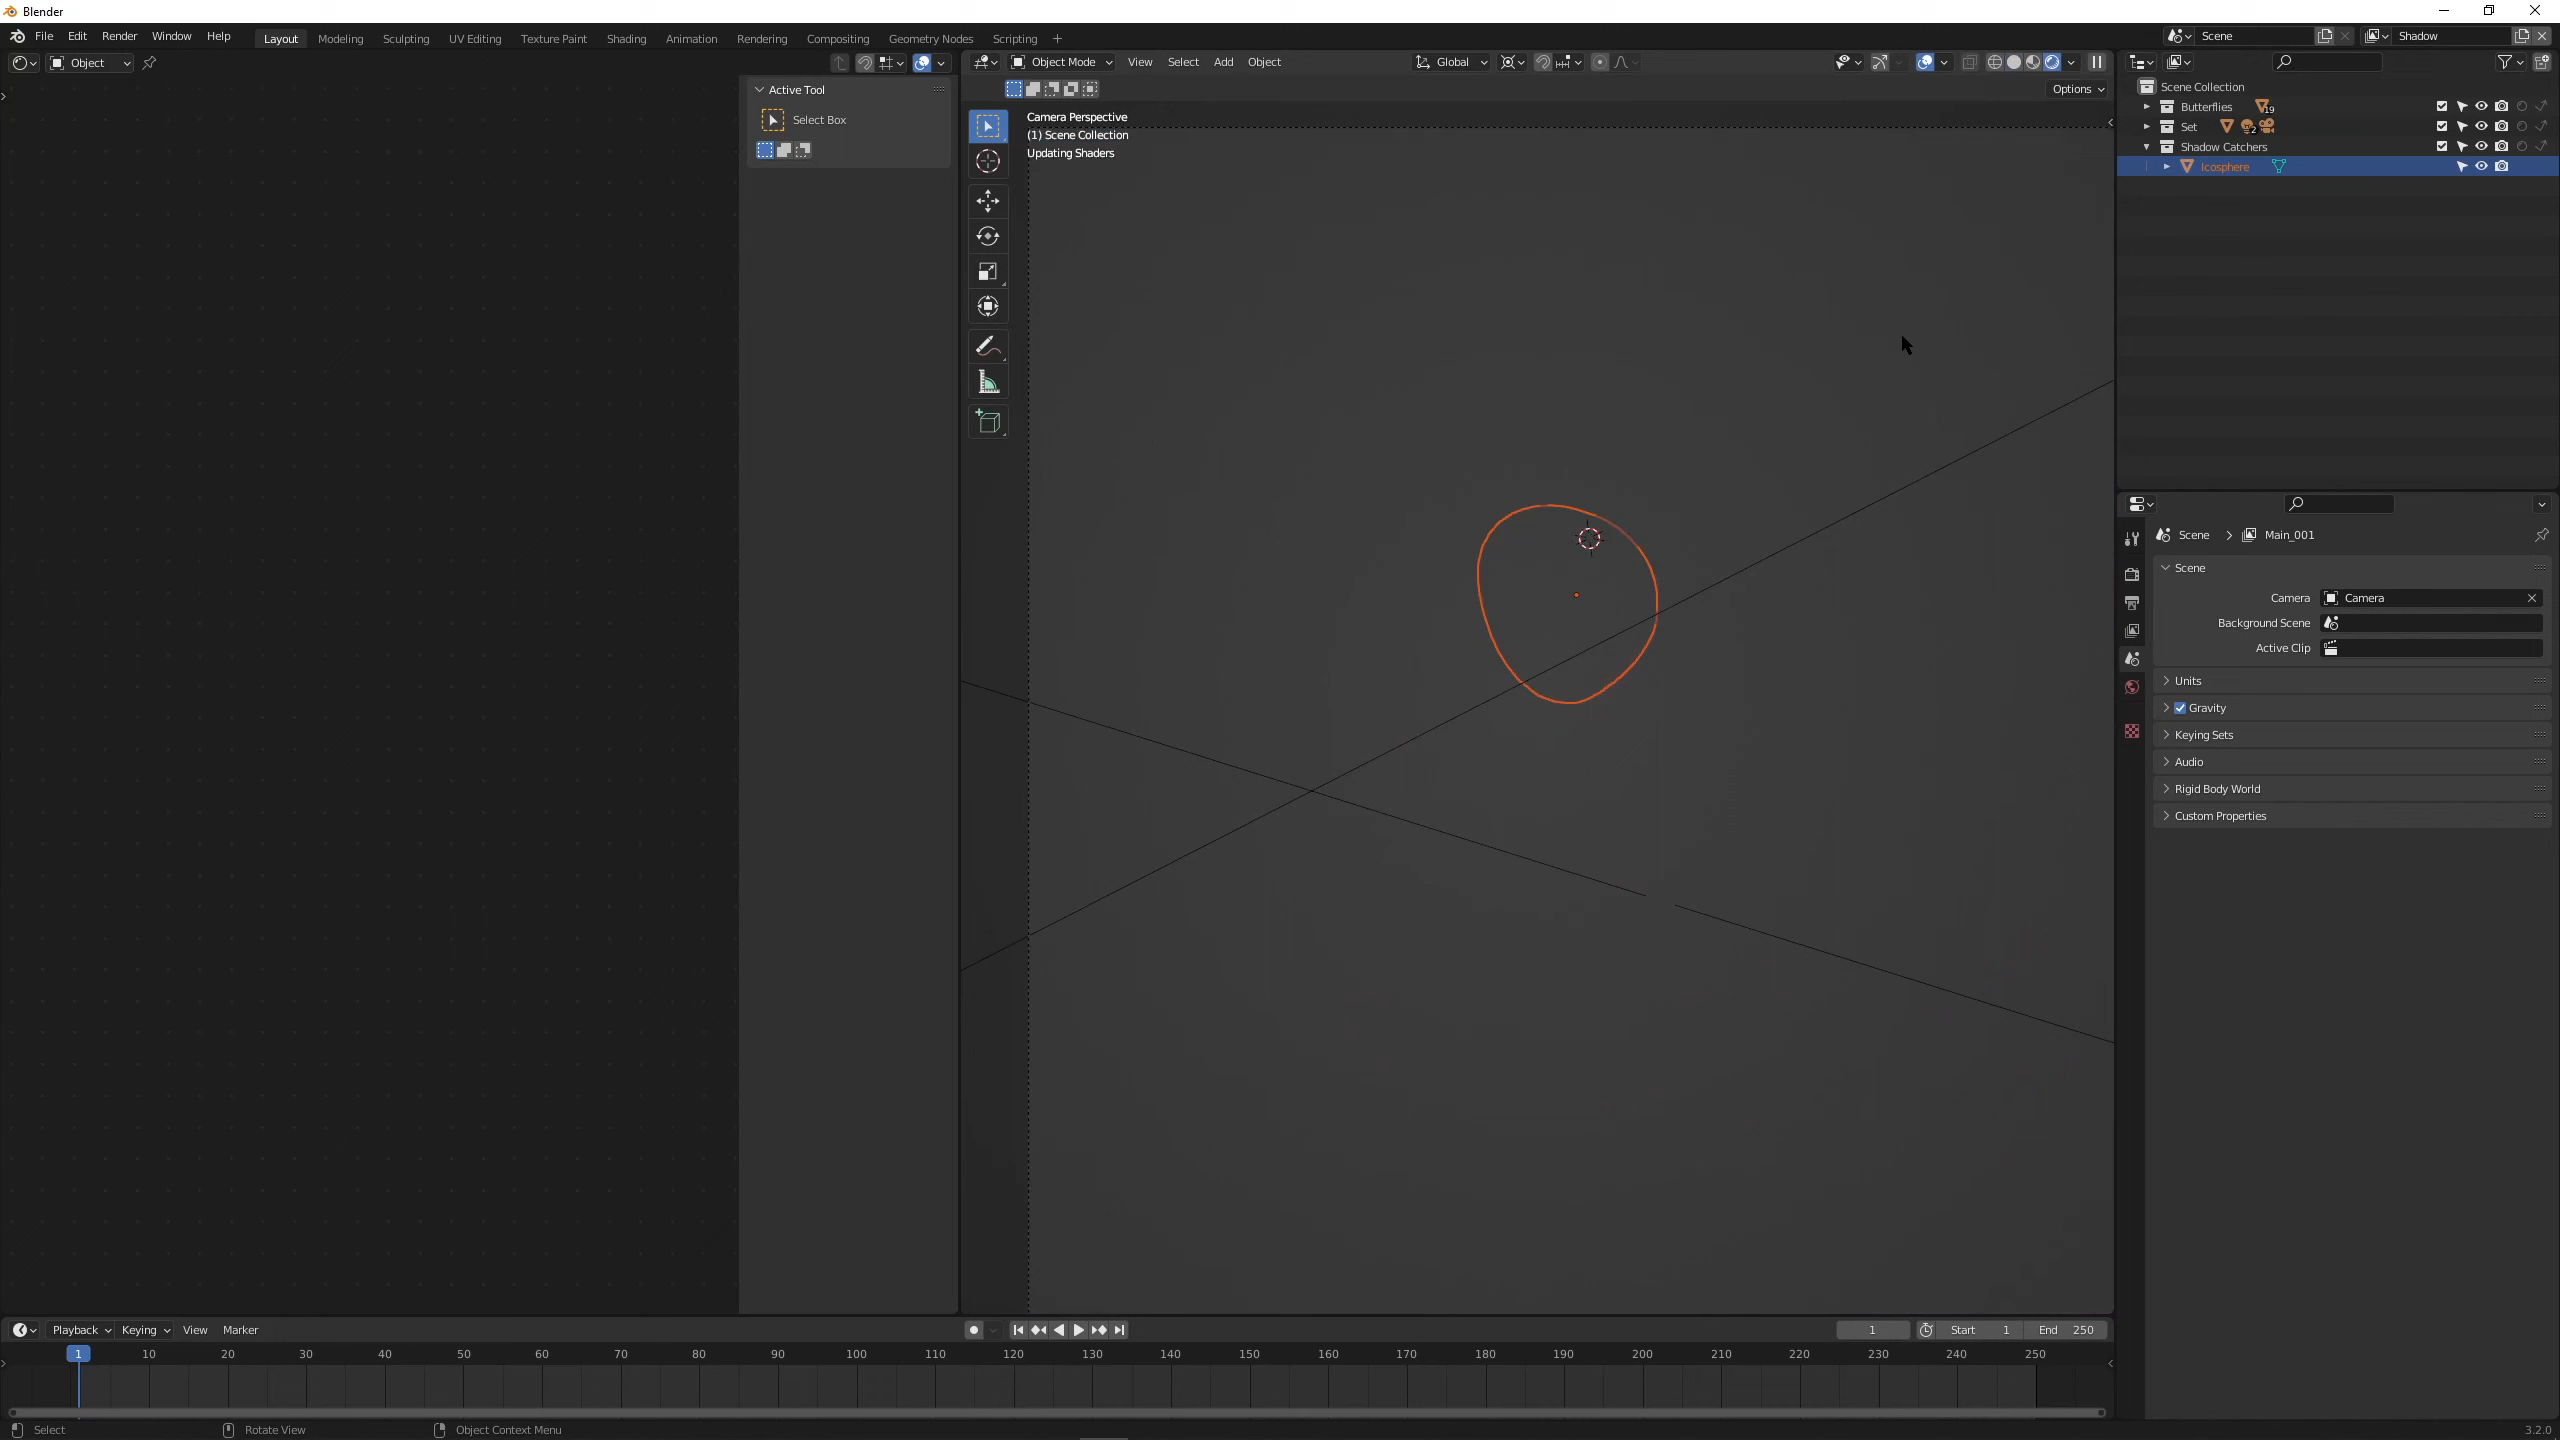 Blender
File Edit Render Window Help Layout Modeling Sculpting UV Editing Texture Paint Shading Animation Rendering Compositing Geometry Nodes Scripting + Scene Shadow
Object
Active Tool
Select Box
Object Mode View Select Add Object Global
Options
Camera Perspective
(1) Scene Collection
Updating Shaders
Scene Collection
Butterflies 19
Set 2
Shadow Catchers
Icosphere
Scene > Main_001
Scene
Camera Camera
Background Scene
Active Clip
Units
Gravity
Keying Sets
Audio
Rigid Body World
Custom Properties
Playback Keying View Marker 1 Start 1 End 250
1 10 20 30 40 50 60 70 80 90 100 110 120 130 140 150 160 170 180 190 200 210 220 230 240 250
Select Rotate View Object Context Menu 3.2.0